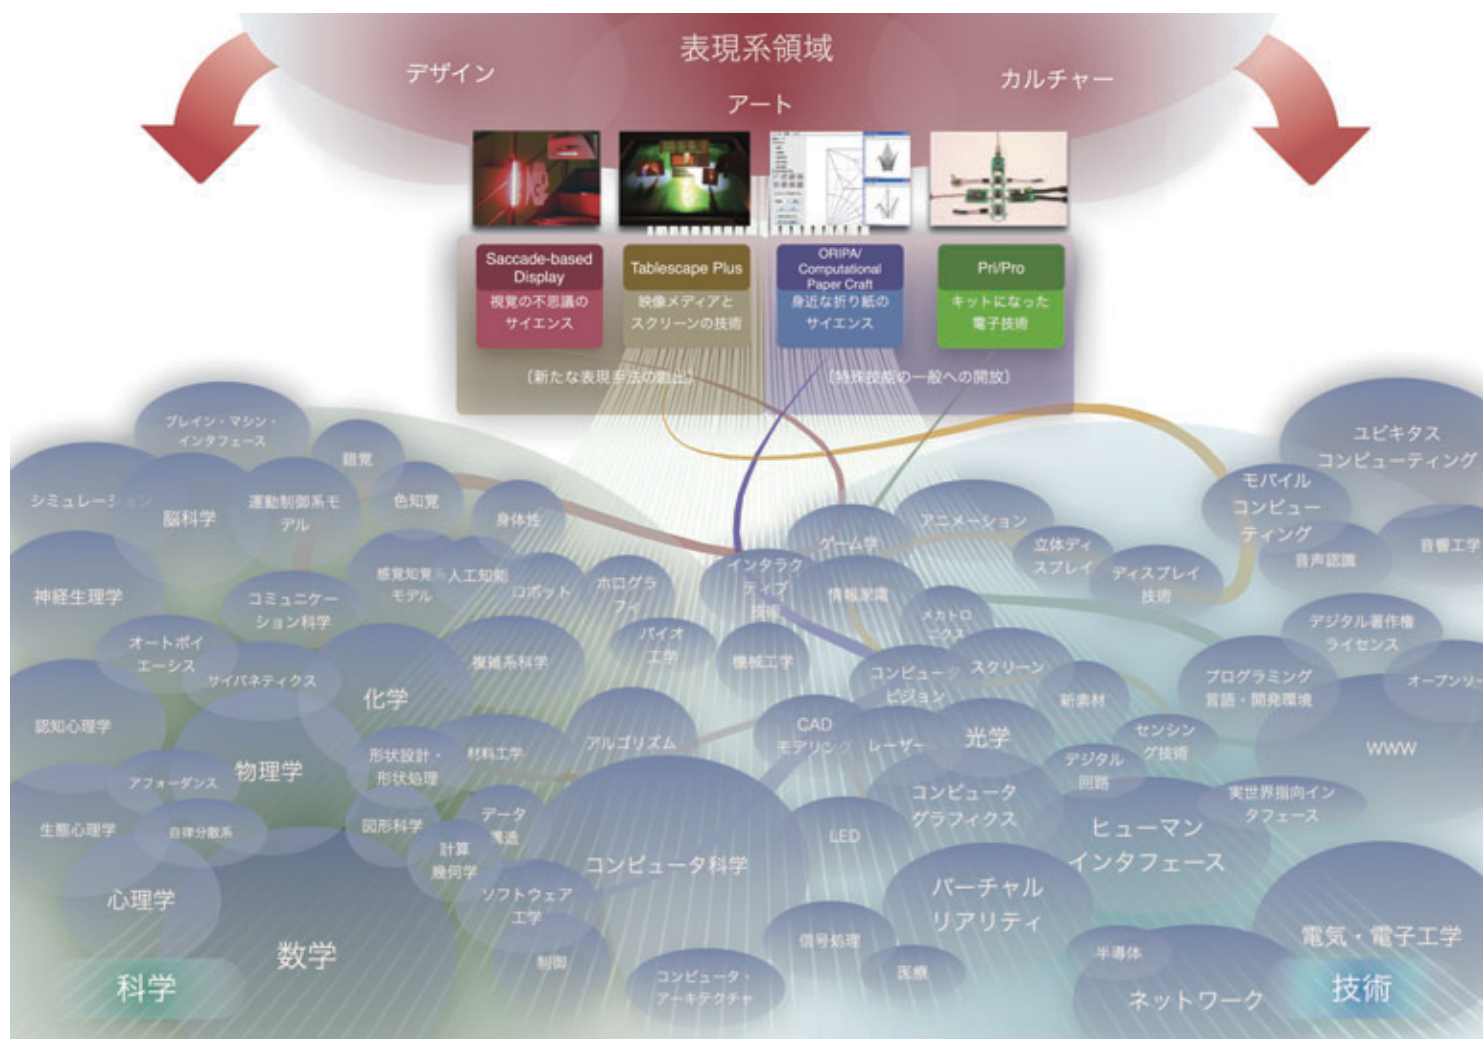 表現系領域
デザイン
カルチャー
アート
Saccade-based
Display
視覚の不思議の
サイエンス
Tablescape Plus
映像メディアと
スクリーンの技術
ORIPA/
Computational
Paper Craft
身近な折り紙の
サイエンス
Pri/Pro
キットになった
電子技術
〔新たな表現手法の創出〕
〔特殊技能の一般への開放〕
ブレイン・マシン・
インタフェース
錯覚
シミュレーション
脳科学
運動制御系モ
デル
色知覚
身体性
ゲーム学
アニメーション
立体ディ
スプレイ
ディスプレイ
技術
ユビキタス
コンピューティング
モバイル
コンピュー
ティング
音声認識
音響工学
神経生理学
コミュニケー
ション科学
感覚知覚系
モデル
人工知能
ロボット
ホログラ
フィ
インタラク
ティブ
技術
情報家電
メカトロ
ニクス
デジタル著作権
ライセンス
オートポイ
エーシス
サイバネティクス
化学
複雑系科学
バイオ
工学
機械工学
コンピュータ
ビジョン
スクリーン
新素材
プログラミング
言語・開発環境
オープンソー
認知心理学
物理学
形状設計・
形状処理
材料工学
アルゴリズム
CAD
モデリング
レーザー
光学
センシン
グ技術
デジタル
回路
WWW
アフォーダンス
生態心理学
自律分散系
図形科学
データ
構造
計算
幾何学
コンピュータ科学
LED
コンピュータ
グラフィクス
ヒューマン
インタフェース
実世界指向イン
タフェース
心理学
数学
ソフトウェア
工学
制御
コンピュータ・
アーキテクチャ
信号処理
医療
バーチャル
リアリティ
半導体
ネットワーク
電気・電子工学
科学
技術